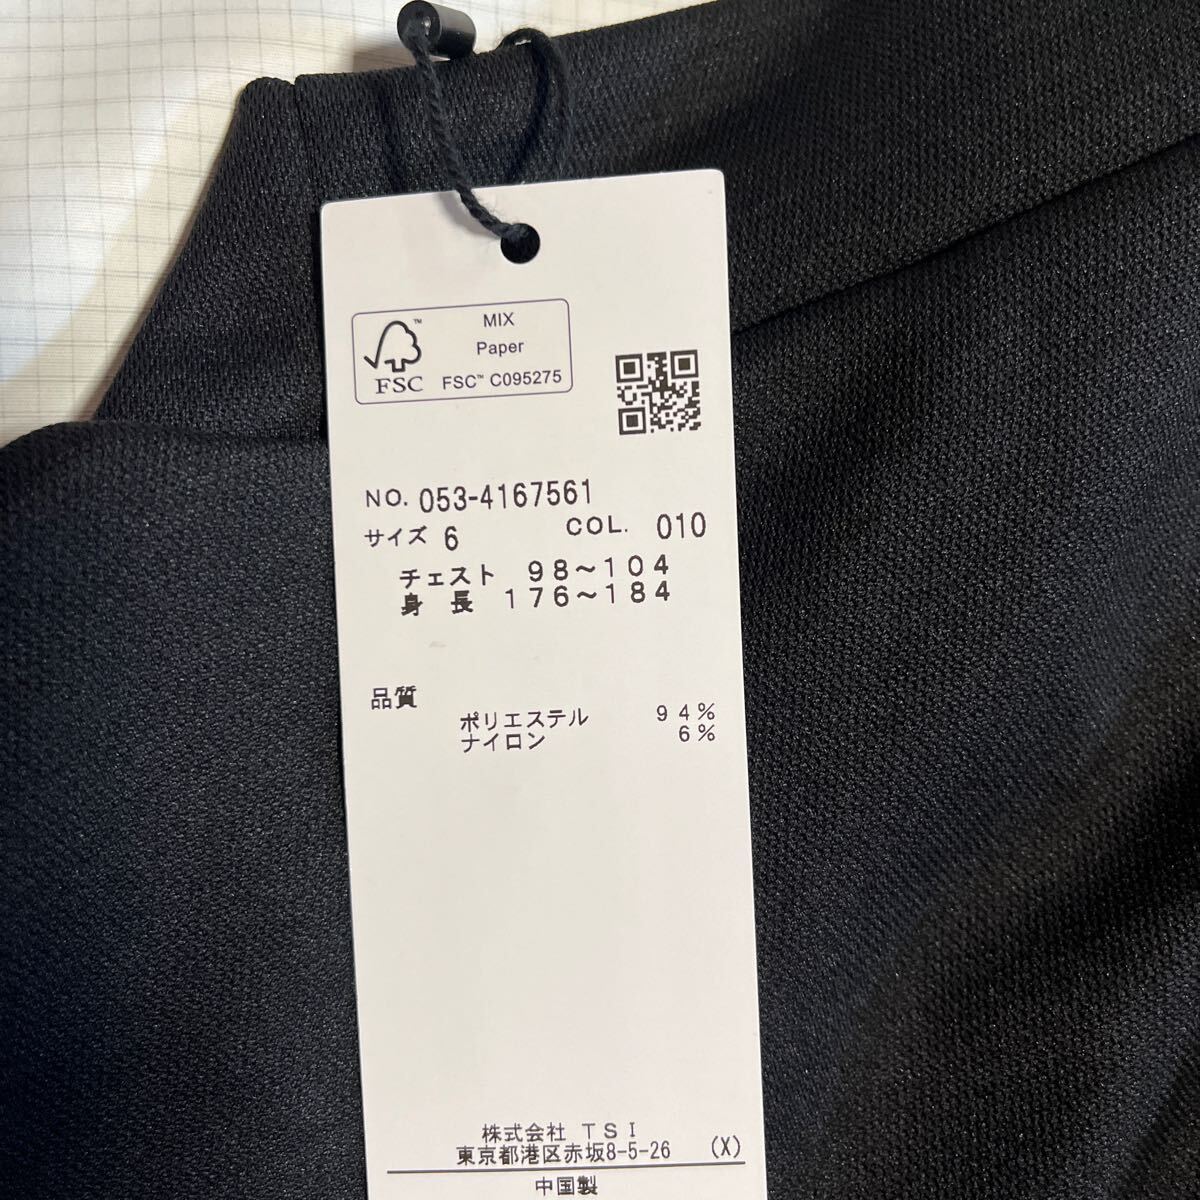 MIX
Paper
FSC™ C095275
FSC
NO. 053-4167561
サイズ 6 COL. 010
チェスト 98~104
身長 176~184
品質
ポリエステル 94%
ナイロン 6%
株式会社 TSI
東京都港区赤坂8-5-26 (X)
中国製